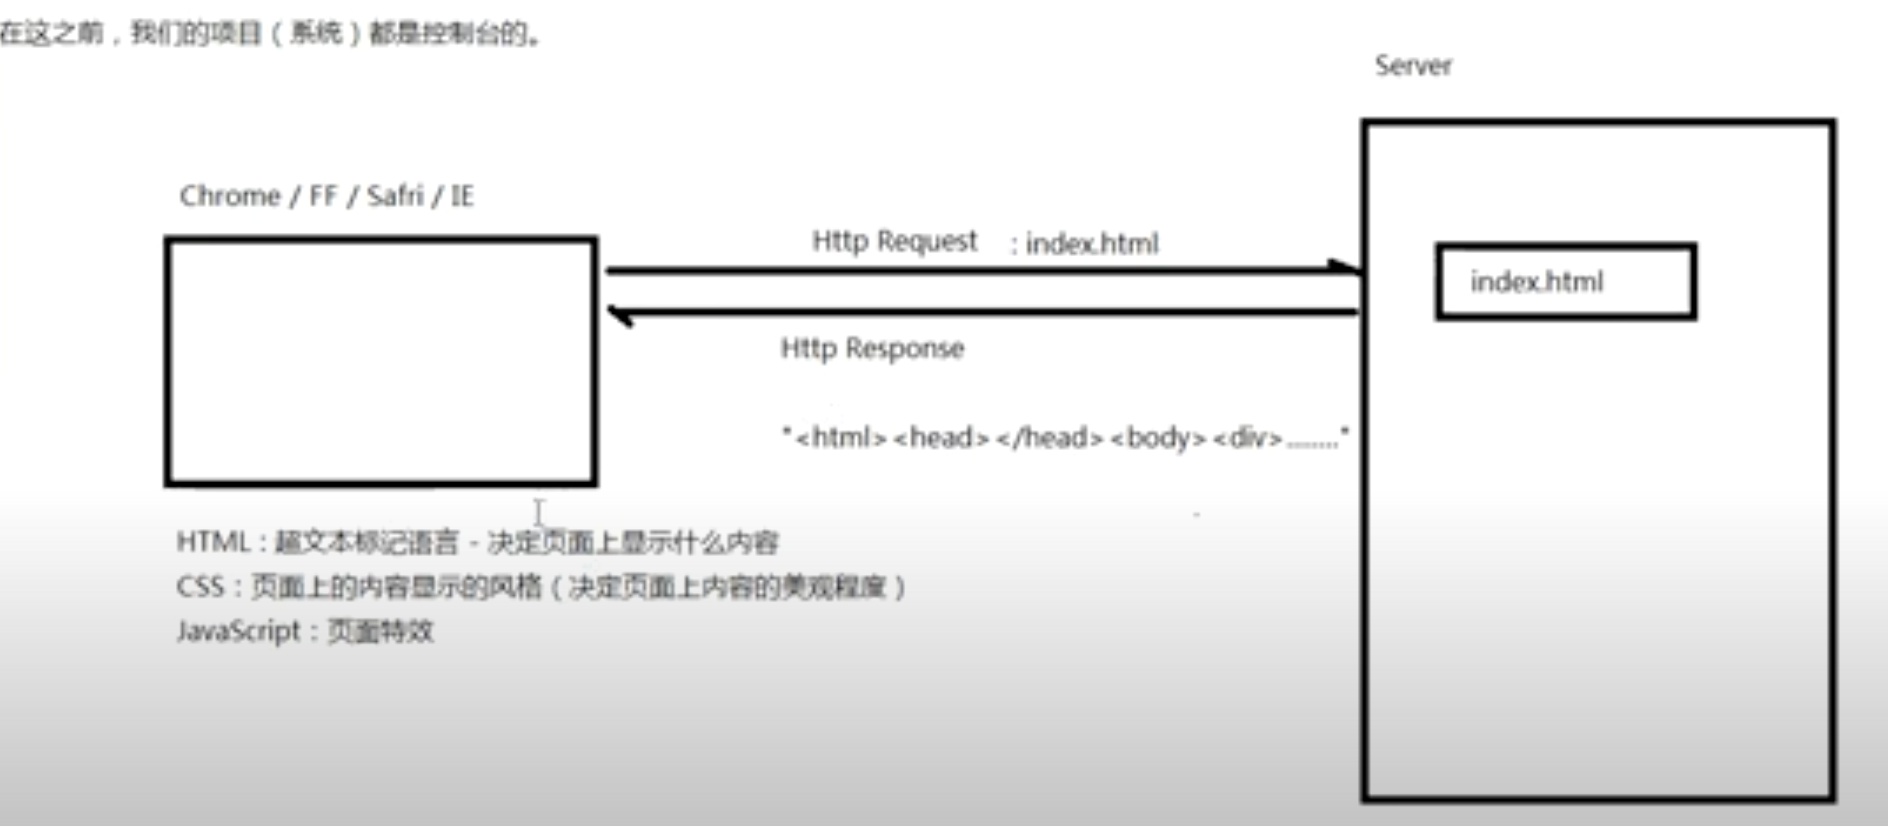 在这之前，我们的项目（系统）都是控制台的。
Server
Chrome / FF / Safri / IE
Http Request : index.html
index.html
Http Response
"<html><head></head><body><div>........"
HTML：超文本标记语言 - 决定页面上显示什么内容
CSS：页面上的内容显示的风格（决定页面上内容的美观程度）
JavaScript：页面特效